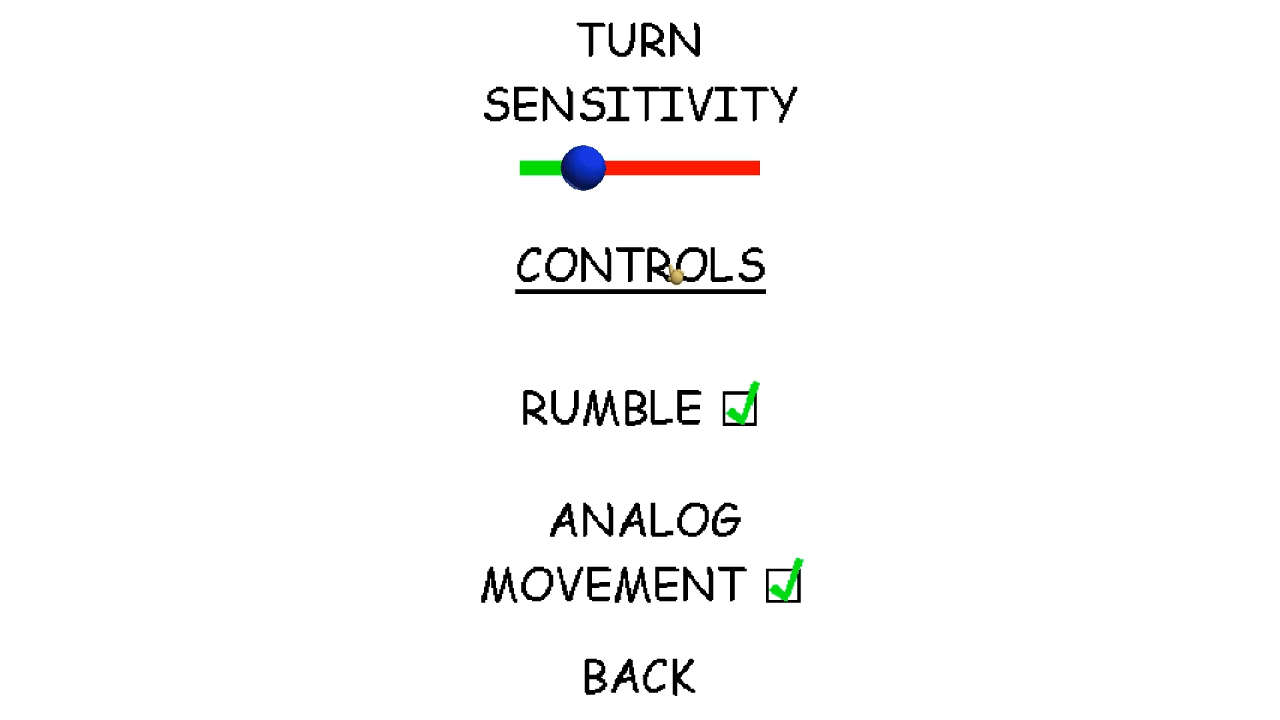 TURN
SENSITIVITY
CONTROLS
RUMBLE
ANALOG
MOVEMENT
BACK